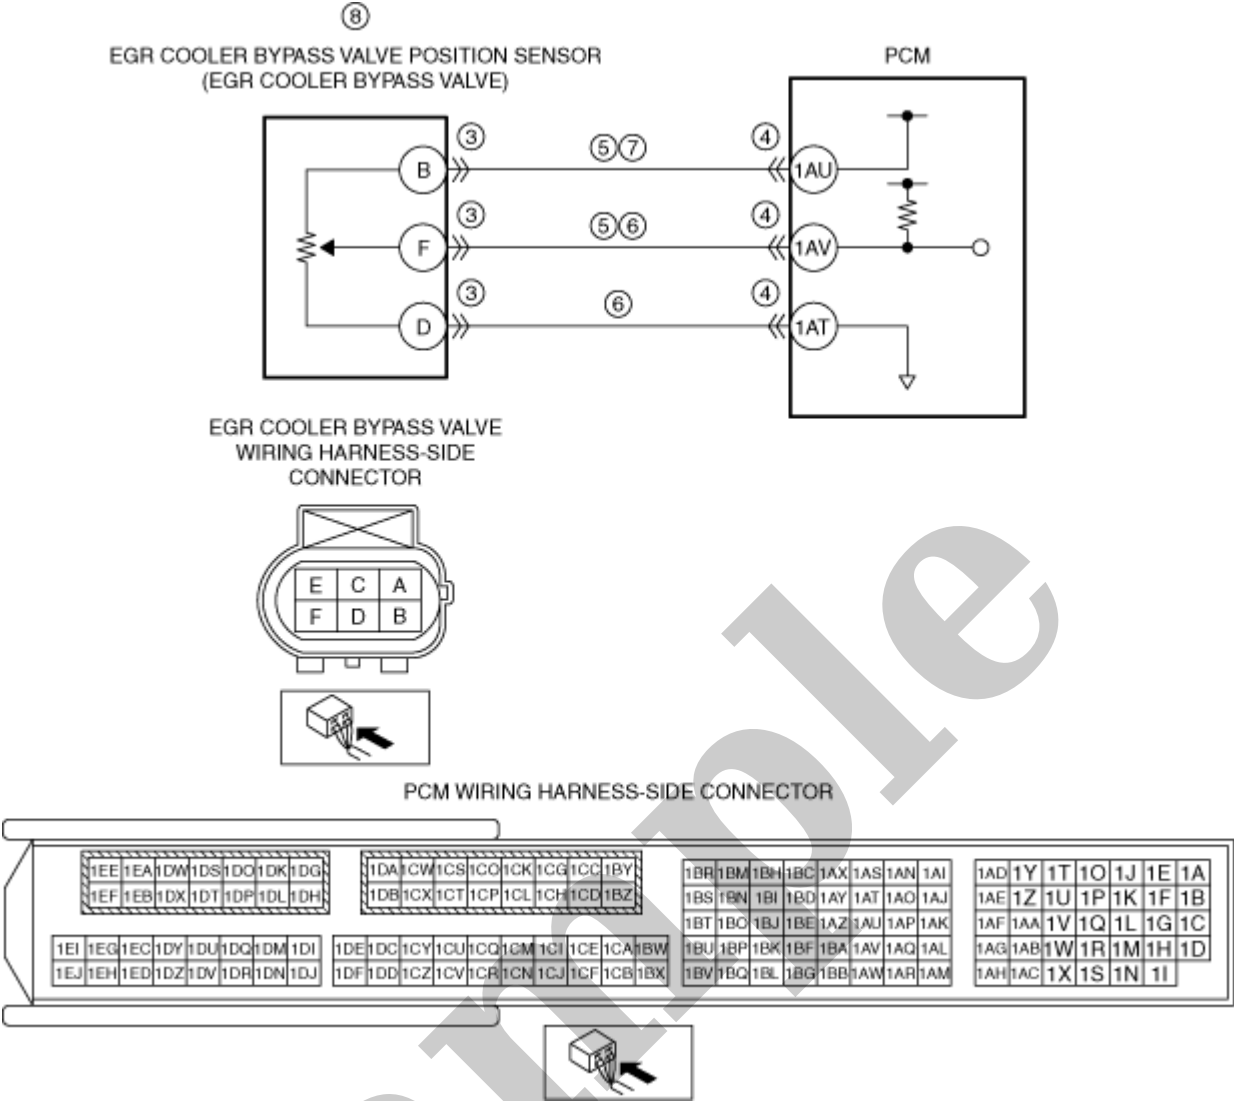 ⑧
EGR COOLER BYPASS VALVE POSITION SENSOR
(EGR COOLER BYPASS VALVE)
PCM
③ ⑤⑦ ④
B 1AU
③ ⑤⑥ ④
F 1AV
③ ⑥ ④
D 1AT
EGR COOLER BYPASS VALVE
WIRING HARNESS-SIDE
CONNECTOR
E C A
F D B
PCM WIRING HARNESS-SIDE CONNECTOR
1EE 1EA 1DW 1DS 1DO 1DK 1DG 1DA 1CW 1CS 1CO 1CK 1CG 1CC 1BY 1BR 1BM 1BH 1BC 1AX 1AS 1AN 1AI 1AD 1Y 1T 1O 1J 1E 1A
1EF 1EB 1DX 1DT 1DP 1DL 1DH 1DB 1CX 1CT 1CP 1CL 1CH 1CD 1BZ 1BS 1BN 1BI 1BD 1AY 1AT 1AO 1AJ 1AE 1Z 1U 1P 1K 1F 1B
1BT 1BO 1BJ 1BE 1AZ 1AU 1AP 1AK 1AF 1AA 1V 1Q 1L 1G 1C
1EI 1EG 1EC 1DY 1DU 1DQ 1DM 1DI 1DE 1DC 1CY 1CU 1CQ 1CM 1CI 1CE 1CA 1BW 1BU 1BP 1BK 1BF 1BA 1AV 1AQ 1AL 1AG 1AB 1W 1R 1M 1H 1D
1EJ 1EH 1ED 1DZ 1DV 1DR 1DN 1DJ 1DF 1DD 1CZ 1CV 1CR 1CN 1CJ 1CF 1CB 1BX 1BV 1BQ 1BL 1BG 1BB 1AW 1AR 1AM 1AH 1AC 1X 1S 1N 1I
mple